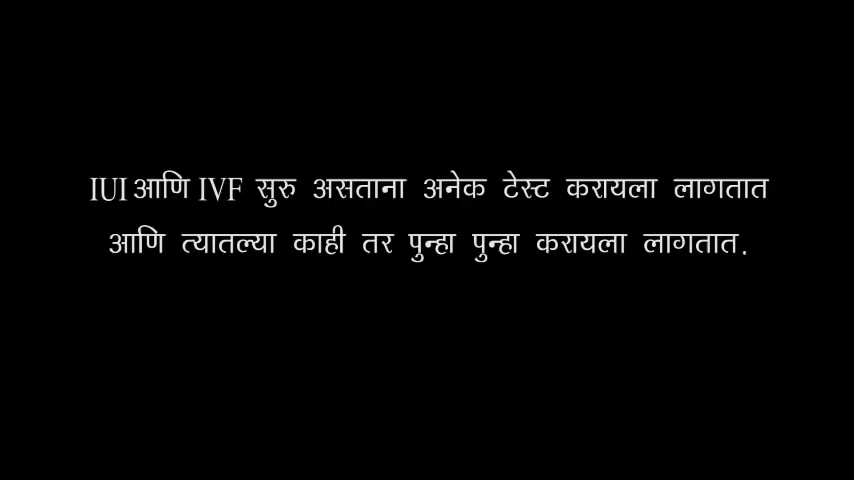 IUI आणि IVF सुरु असताना अनेक टेस्ट करायला लागतात
आणि त्यातल्या काही तर पुन्हा पुन्हा करायला लागतात.